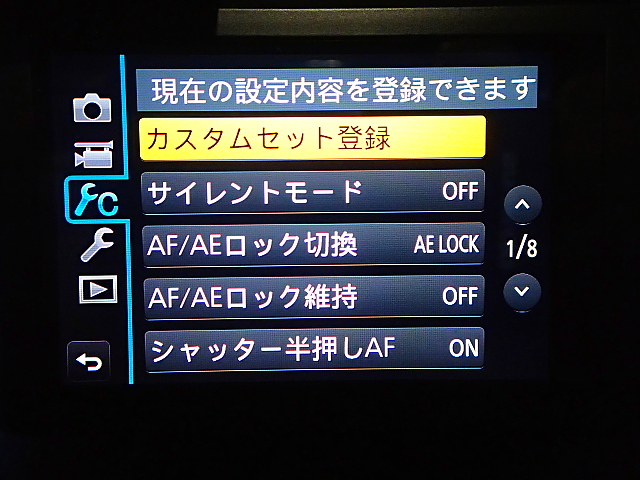 現在の設定内容を登録できます
カスタムセット登録
サイレントモード OFF
AF/AEロック切換 AE LOCK
AF/AEロック維持 OFF
シャッター半押しAF ON
C
1/8